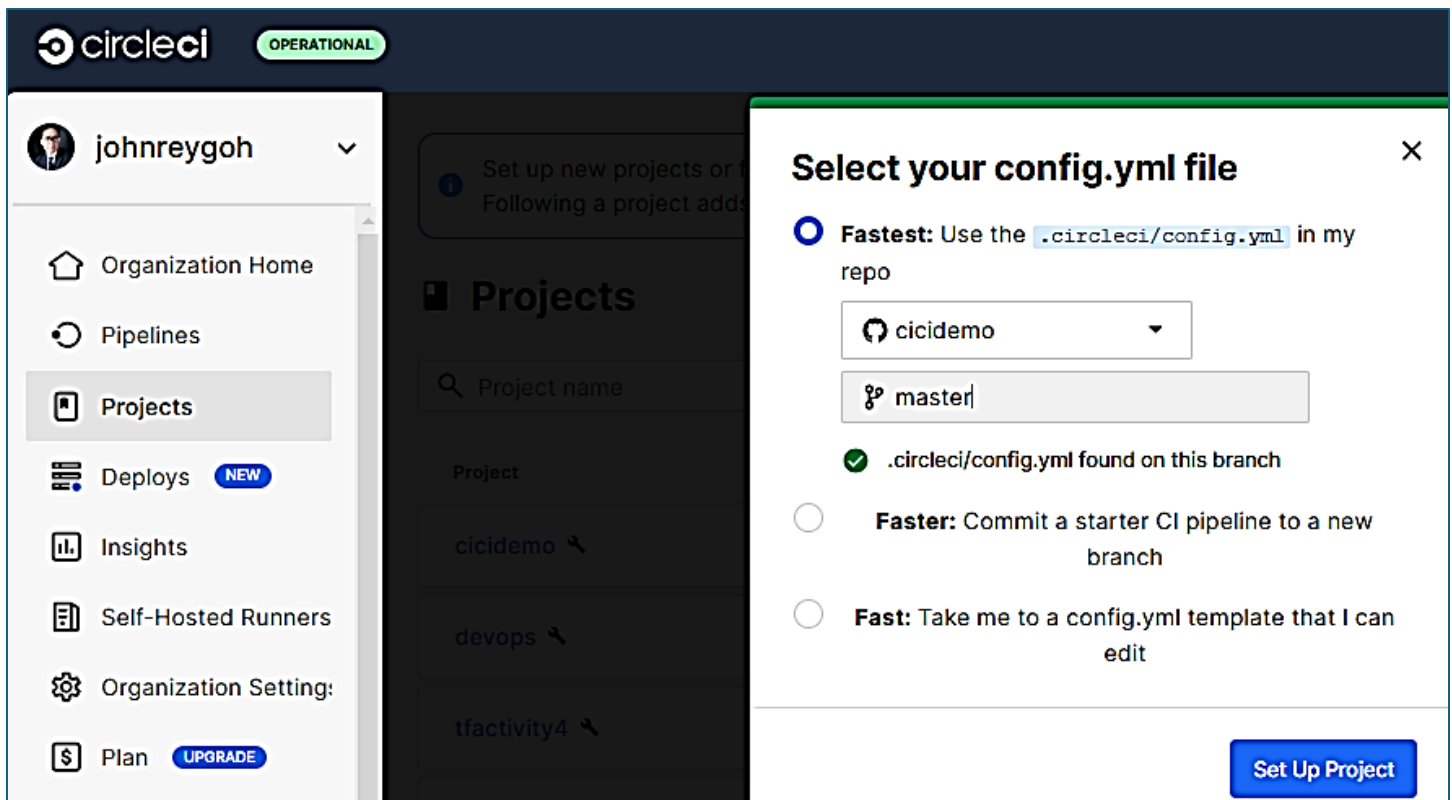 circleci OPERATIONAL
johnreygoh
Organization Home
Pipelines
Projects
Deploys NEW
Insights
Self-Hosted Runners
Organization Settings
Plan UPGRADE
Set up new projects or f
Following a project adds
Projects
Project name
Project
cicidemo
devops
tfactivity4
Select your config.yml file
Fastest: Use the .circleci/config.yml in my
repo
cicidemo
master
.circleci/config.yml found on this branch
Faster: Commit a starter CI pipeline to a new
branch
Fast: Take me to a config.yml template that I can
edit
Set Up Project